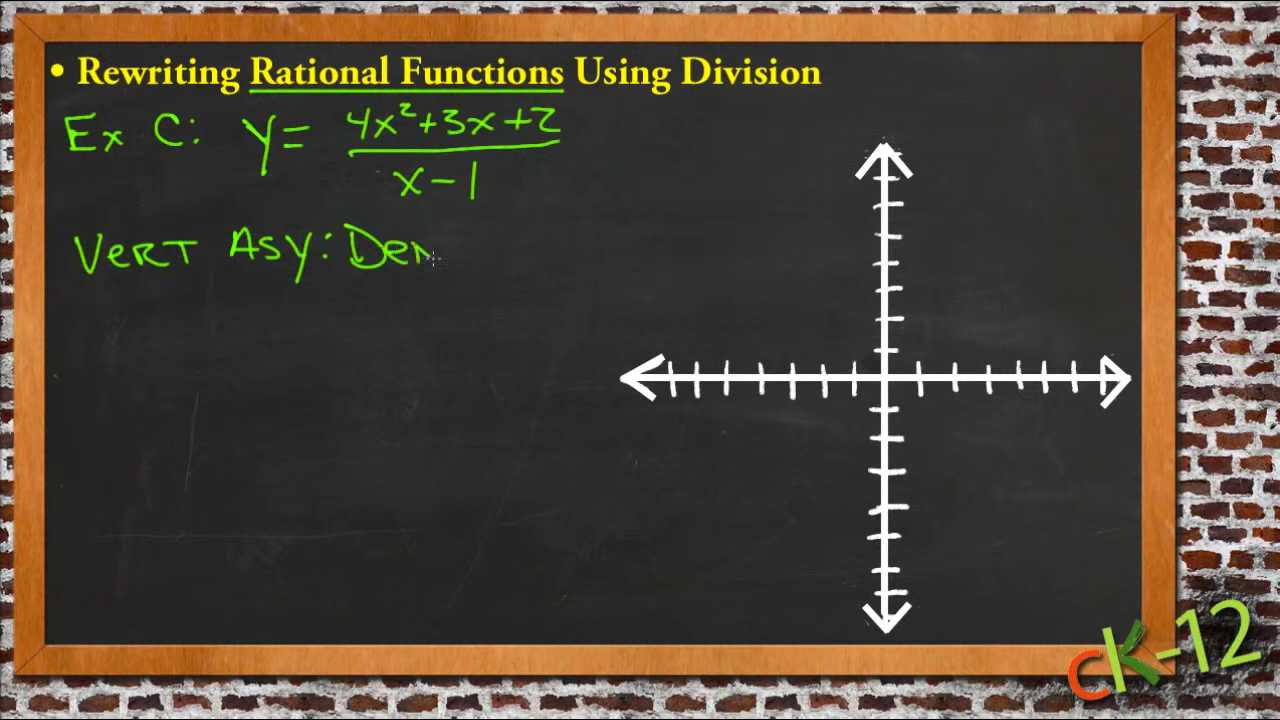 • Rewriting Rational Functions Using Division
Ex C: y = 4x²+3x+2
x-1
Vert Asy: Den
CK-12